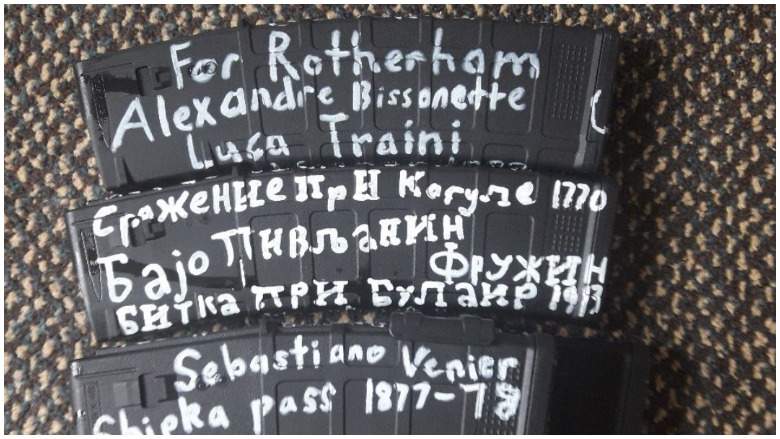 For Rotherham
Alexandre Bissonette
Luca Traini
Сражение при Кагуле 1770
Бајо Пивљанин
Фружин
Битка при Булаир 1913
Sebastiano Venier
Shipka pass 1877-78